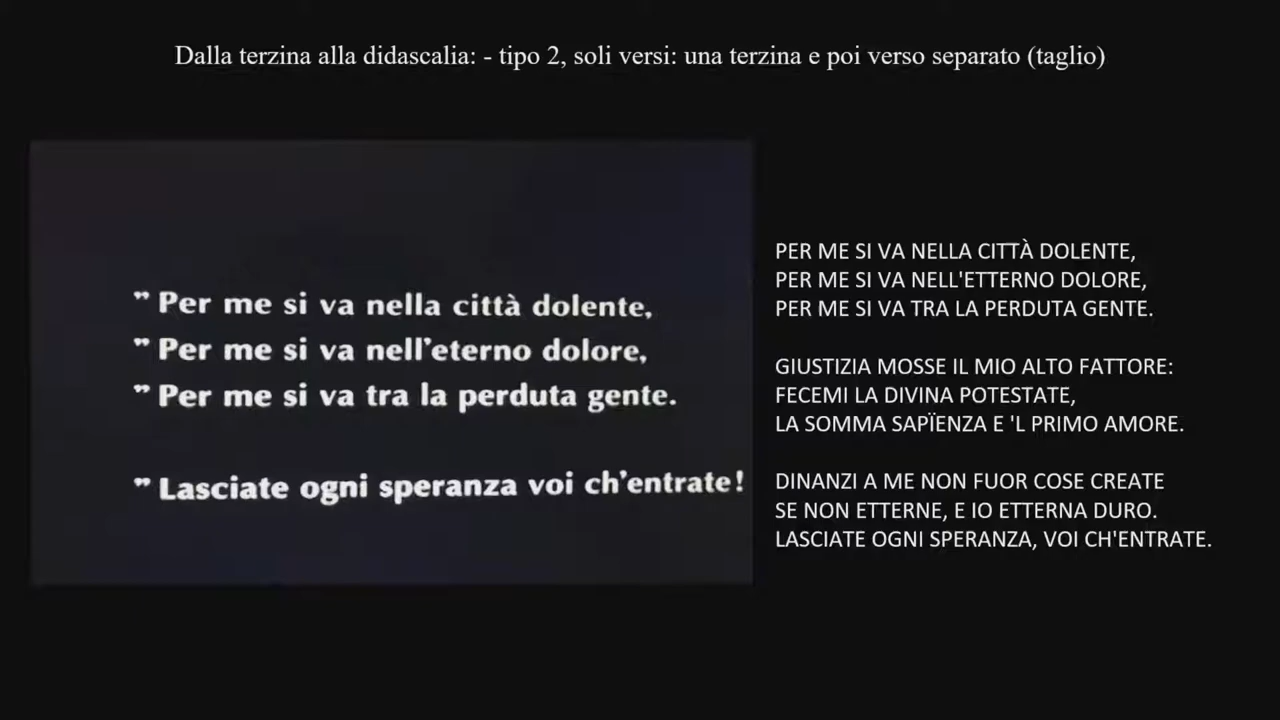 Dalla terzina alla didascalia: - tipo 2, soli versi: una terzina e poi verso separato (taglio)
” Per me si va nella città dolente,
” Per me si va nell’eterno dolore,
” Per me si va tra la perduta gente.
” Lasciate ogni speranza voi ch’entrate!
PER ME SI VA NELLA CITTÀ DOLENTE,
PER ME SI VA NELL'ETTERNO DOLORE,
PER ME SI VA TRA LA PERDUTA GENTE.
GIUSTIZIA MOSSE IL MIO ALTO FATTORE:
FECEMI LA DIVINA POTESTATE,
LA SOMMA SAPÏENZA E 'L PRIMO AMORE.
DINANZI A ME NON FUOR COSE CREATE
SE NON ETTERNE, E IO ETTERNA DURO.
LASCIATE OGNI SPERANZA, VOI CH'ENTRATE.